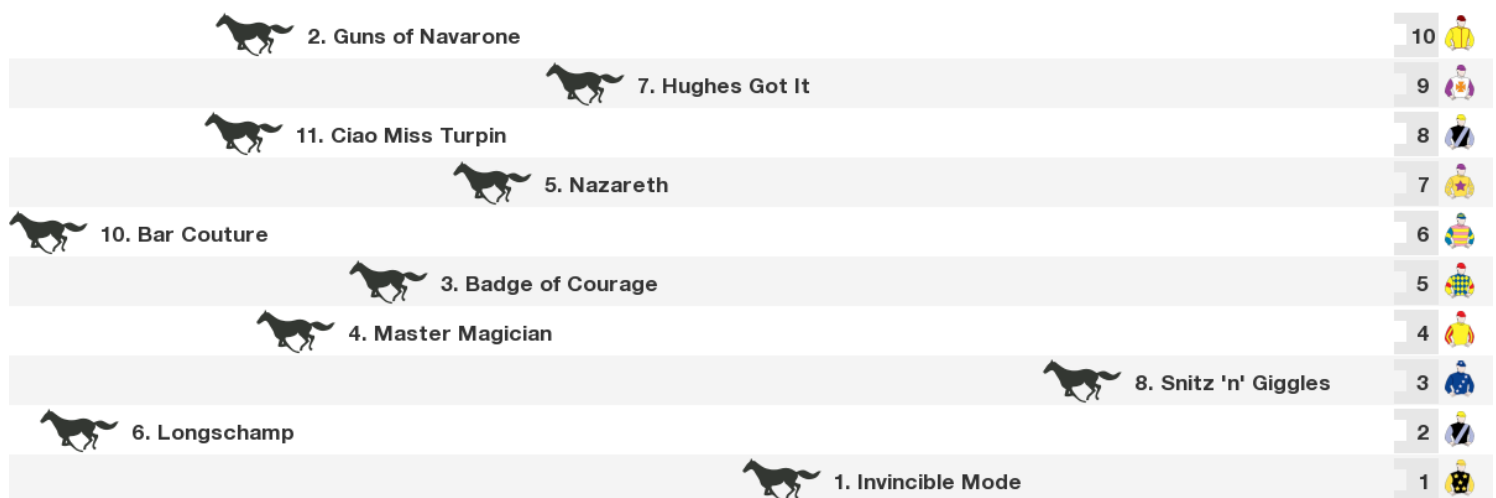 2. Guns of Navarone 10
7. Hughes Got It 9
11. Ciao Miss Turpin 8
5. Nazareth 7
10. Bar Couture 6
3. Badge of Courage 5
4. Master Magician 4
8. Snitz 'n' Giggles 3
6. Longschamp 2
1. Invincible Mode 1